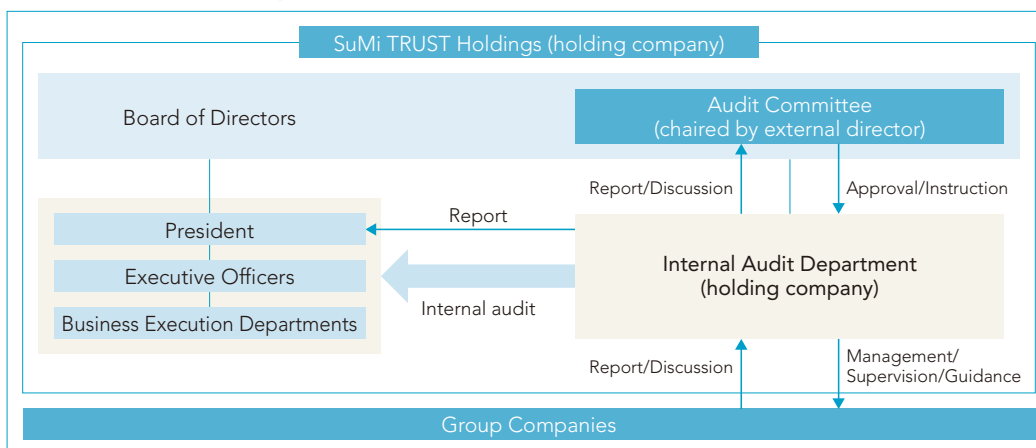 SuMi TRUST Holdings (holding company)
Board of Directors
Audit Committee
(chaired by external director)
Report/Discussion
Approval/Instruction
President
Report
Executive Officers
Internal audit
Business Execution Departments
Internal Audit Department
(holding company)
Report/Discussion
Management/
Supervision/Guidance
Group Companies